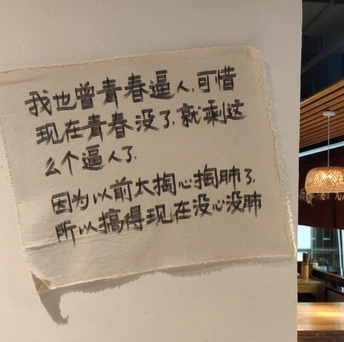 我也曾青春逼人,可惜
现在青春没了,就剩这
么个逼人了.
因为以前太掏心掏肺了,
所以搞得现在没心没肺